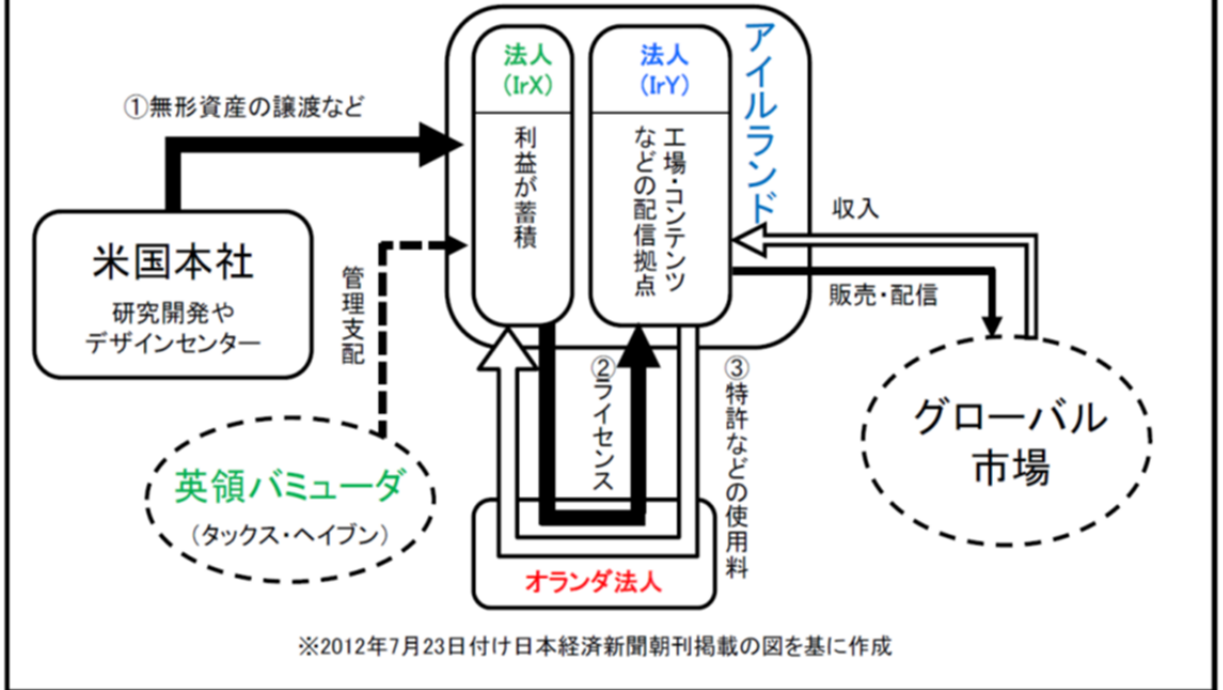 ①無形資産の譲渡など
米国本社
研究開発や
デザインセンター
管理支配
英領バミューダ
（タックス・ヘイブン）
法人
(IrX)
利益が蓄積
法人
(IrY)
工場・コンテンツ
などの配信拠点
アイルランド
収入
販売・配信
グローバル
市場
②ライセンス
③特許などの使用料
オランダ法人
※2012年7月23日付け日本経済新聞朝刊掲載の図を基に作成